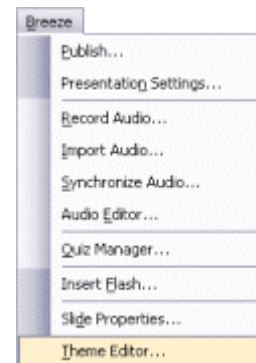 Breeze
Publish...
Presentation Settings...
Record Audio...
Import Audio...
Synchronize Audio...
Audio Editor...
Quiz Manager...
Insert Flash...
Slide Properties...
Theme Editor...